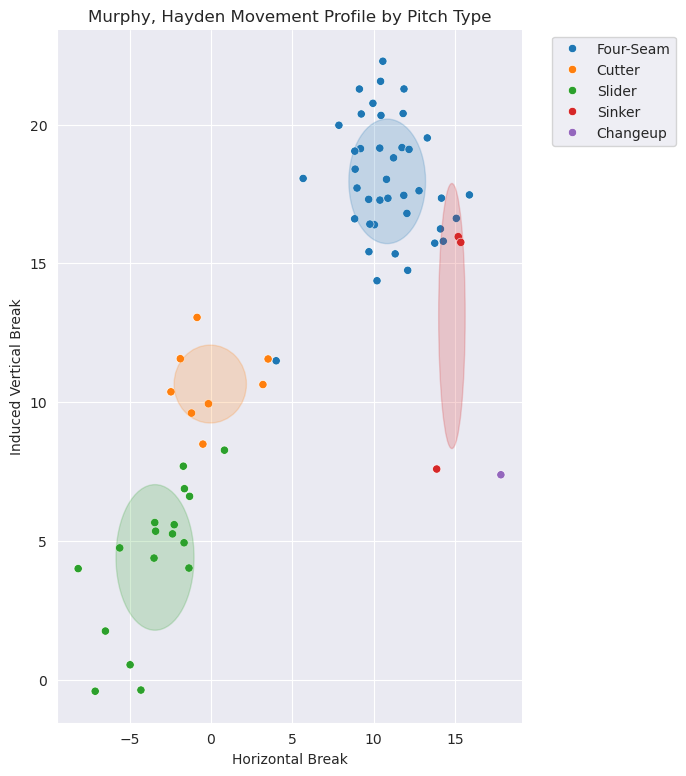 Murphy, Hayden Movement Profile by Pitch Type
Four-Seam
Cutter
Slider
Sinker
Changeup
Induced Vertical Break
20
15
10
5
0
−5
0
5
10
15
Horizontal Break